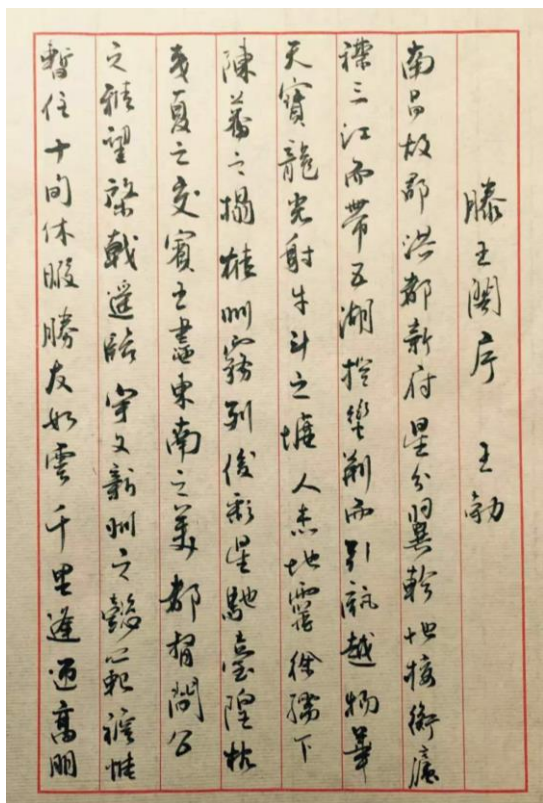 滕王阁序 王勃
南昌故郡洪都新府星分翼轸地接衡廬
襟三江而帶五湖控蠻荆而引甌越物華
天寶龍光射牛斗之墟人杰地靈徐孺下
陳蕃之榻雄州霧列俊彩星馳臺隍枕
夷夏之交賓主盡東南之美都督閻公
之雅望棨戟遥臨宇文新州之懿範襜帷
暫住十旬休暇勝友如雲千里逢迎高朋